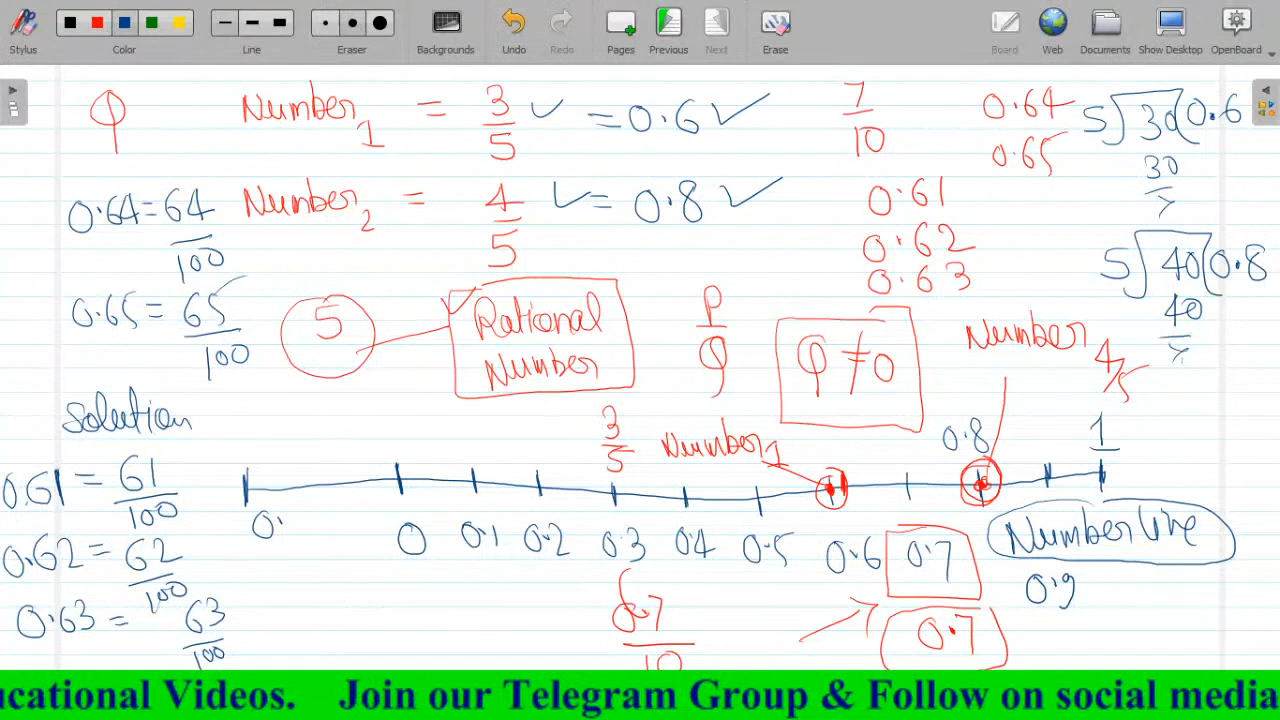 Stylus Color Line Eraser Backgrounds Undo Redo Pages Previous Next Erase Board Web Documents Show Desktop OpenBoard
Q Number1 = 3/5 ✓ = 0.6 ✓
7/10
0.64
0.65
5 30 0.6
30
Number2 = 4/5 ✓ = 0.8 ✓
0.61
0.62
0.63
5 40 0.8
40
0.64 = 64/100
0.65 = 65/100
5 Rational
Number
P/Q
Q ≠ 0
Number 4/5
Solution
3/5 Number1
0.8
1
0.61 = 61/100
0. 0 0.1 0.2 0.3 0.4 0.5 0.6 0.7
Number line
0.9
0.62 = 62/100
0.63 = 63/100
0.7
10
0.7
ucational Videos. Join our Telegram Group & Follow on social media